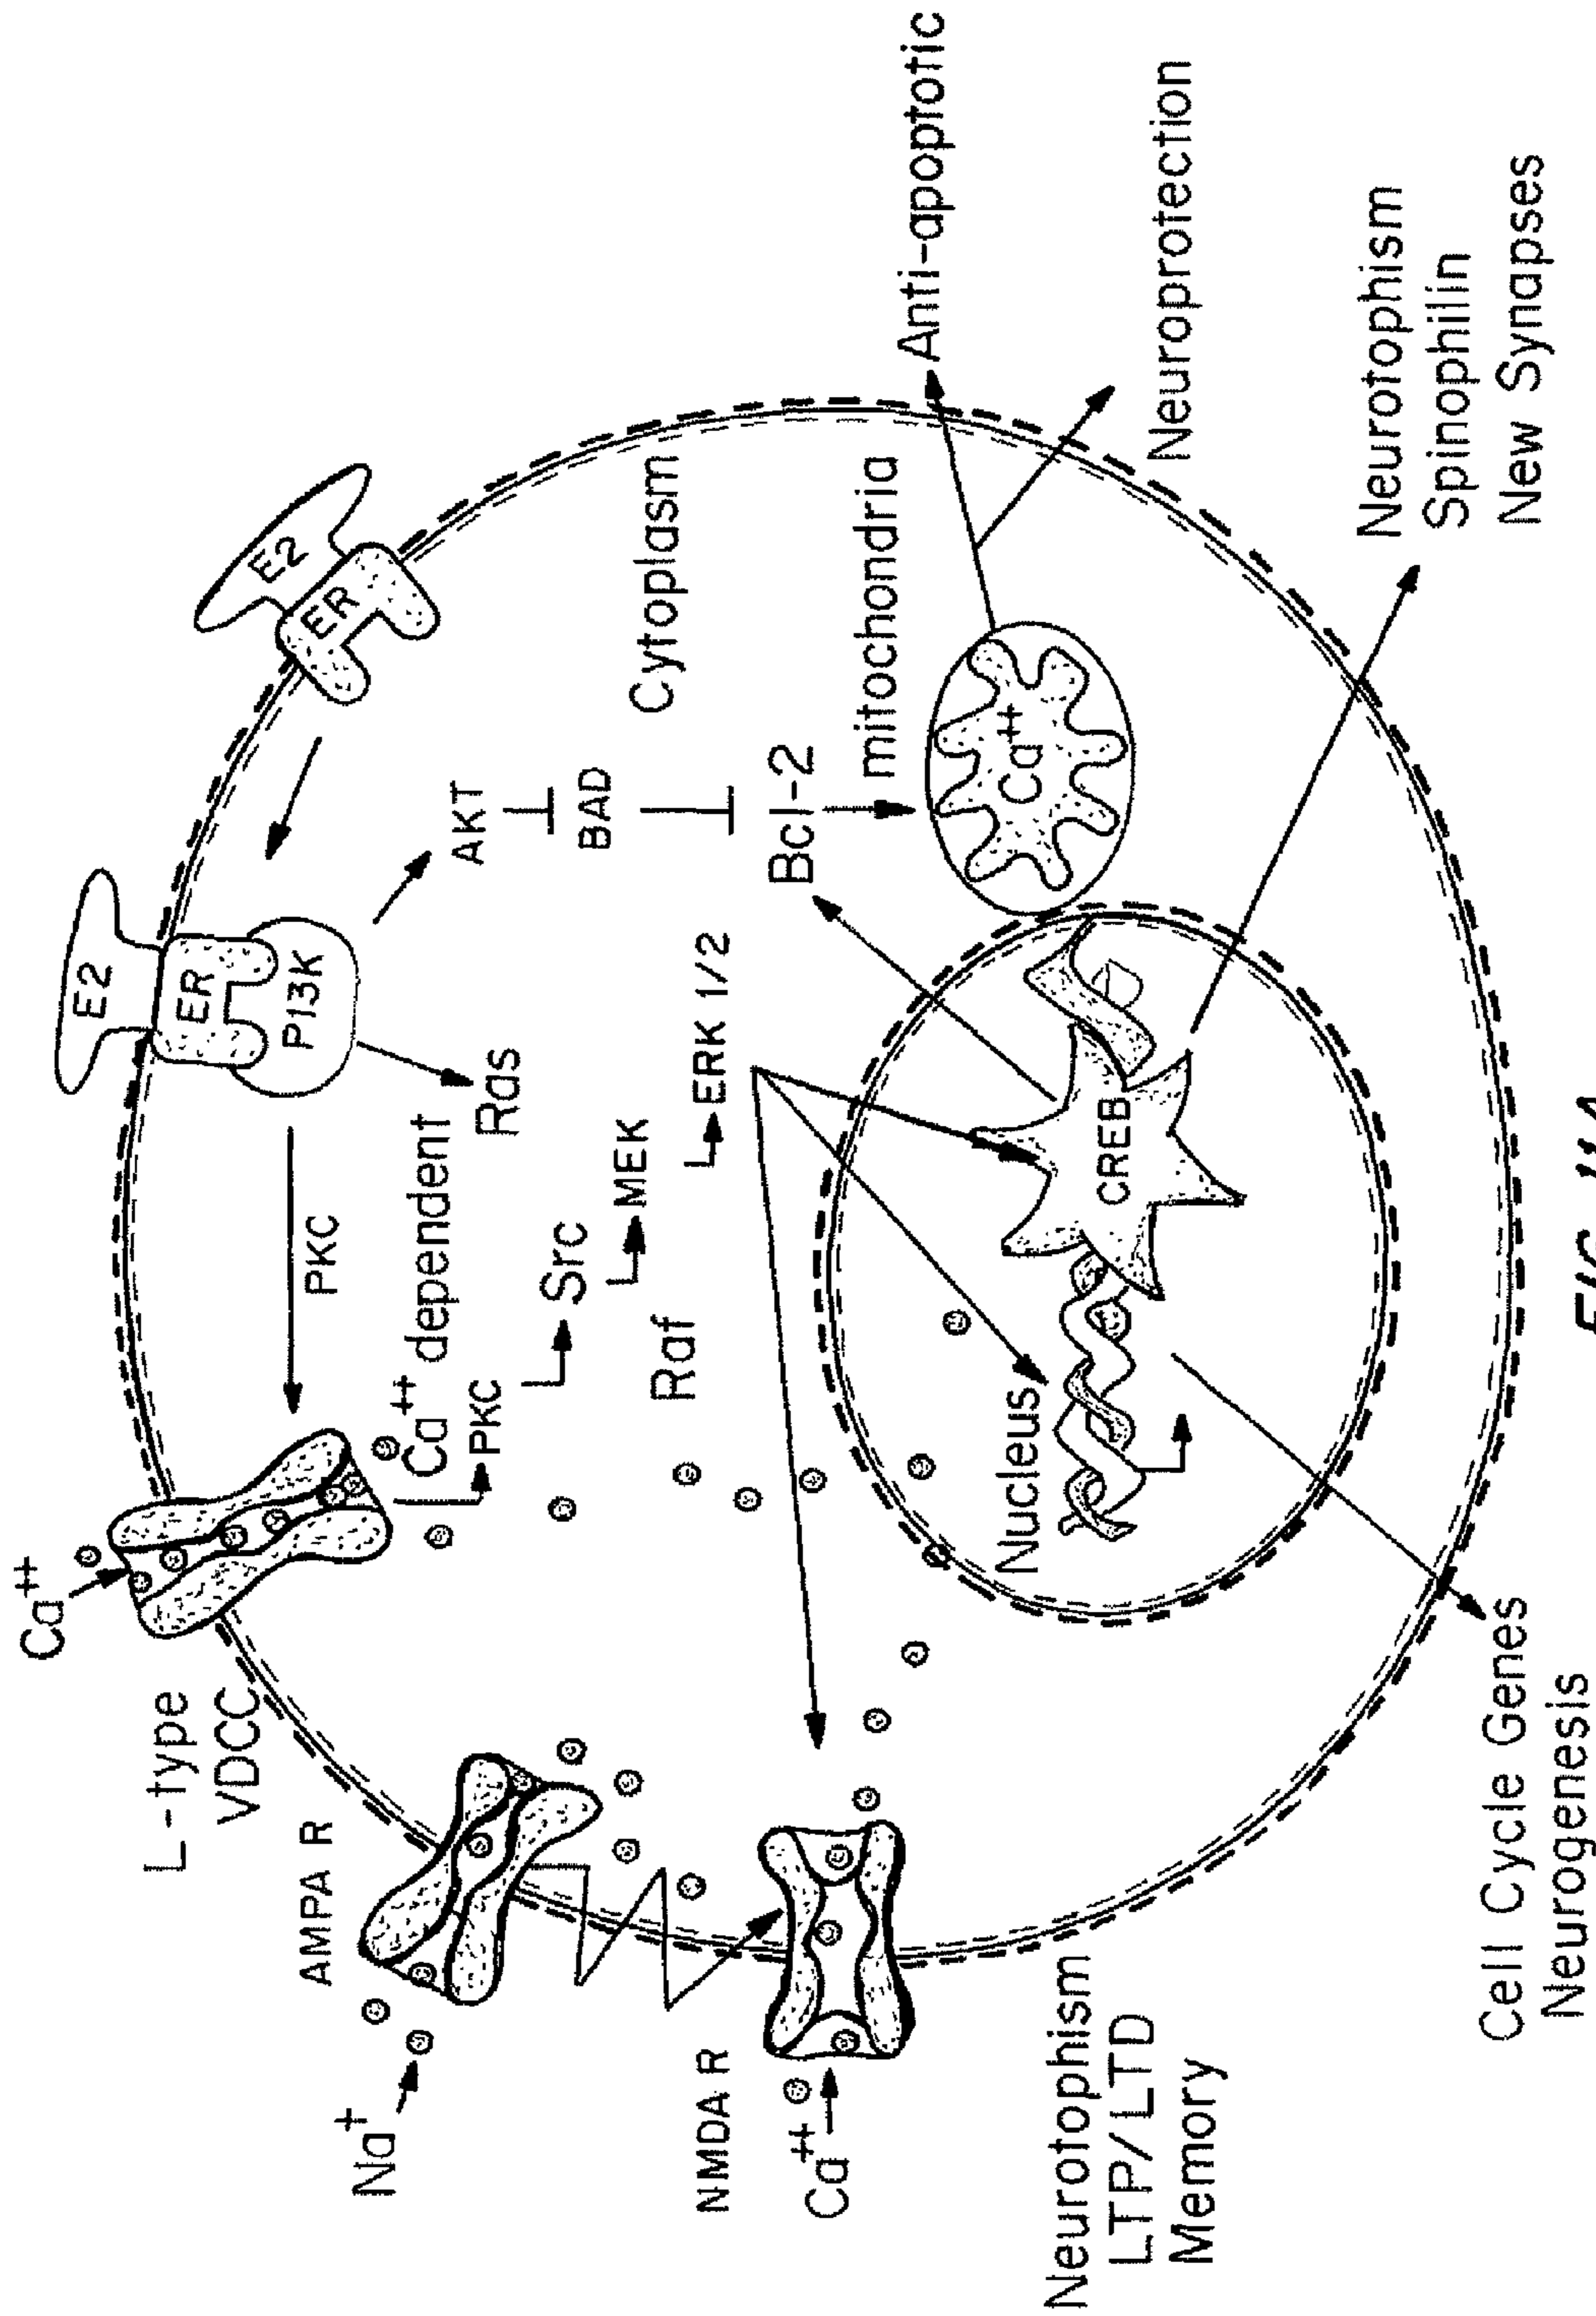 Ca++
E2
ER
P13K
E2
ER
L-type
VDCC
PKC
AMPA R
Na+
Ca++ dependent
PKC
Ras
AKT
Src
BAD
MEK
Cytoplasm
Raf
ERK 1/2
NMDA R
Bcl-2
Ca++
mitochondria
Anti-apoptotic
Nucleus
Ca++
CREB
Neuroprotection
Neurotophism
LTP/LTD
Memory
Neurotophism
Spinophilin
New Synapses
Cell Cycle Genes
Neurogenesis
FIG. 11A